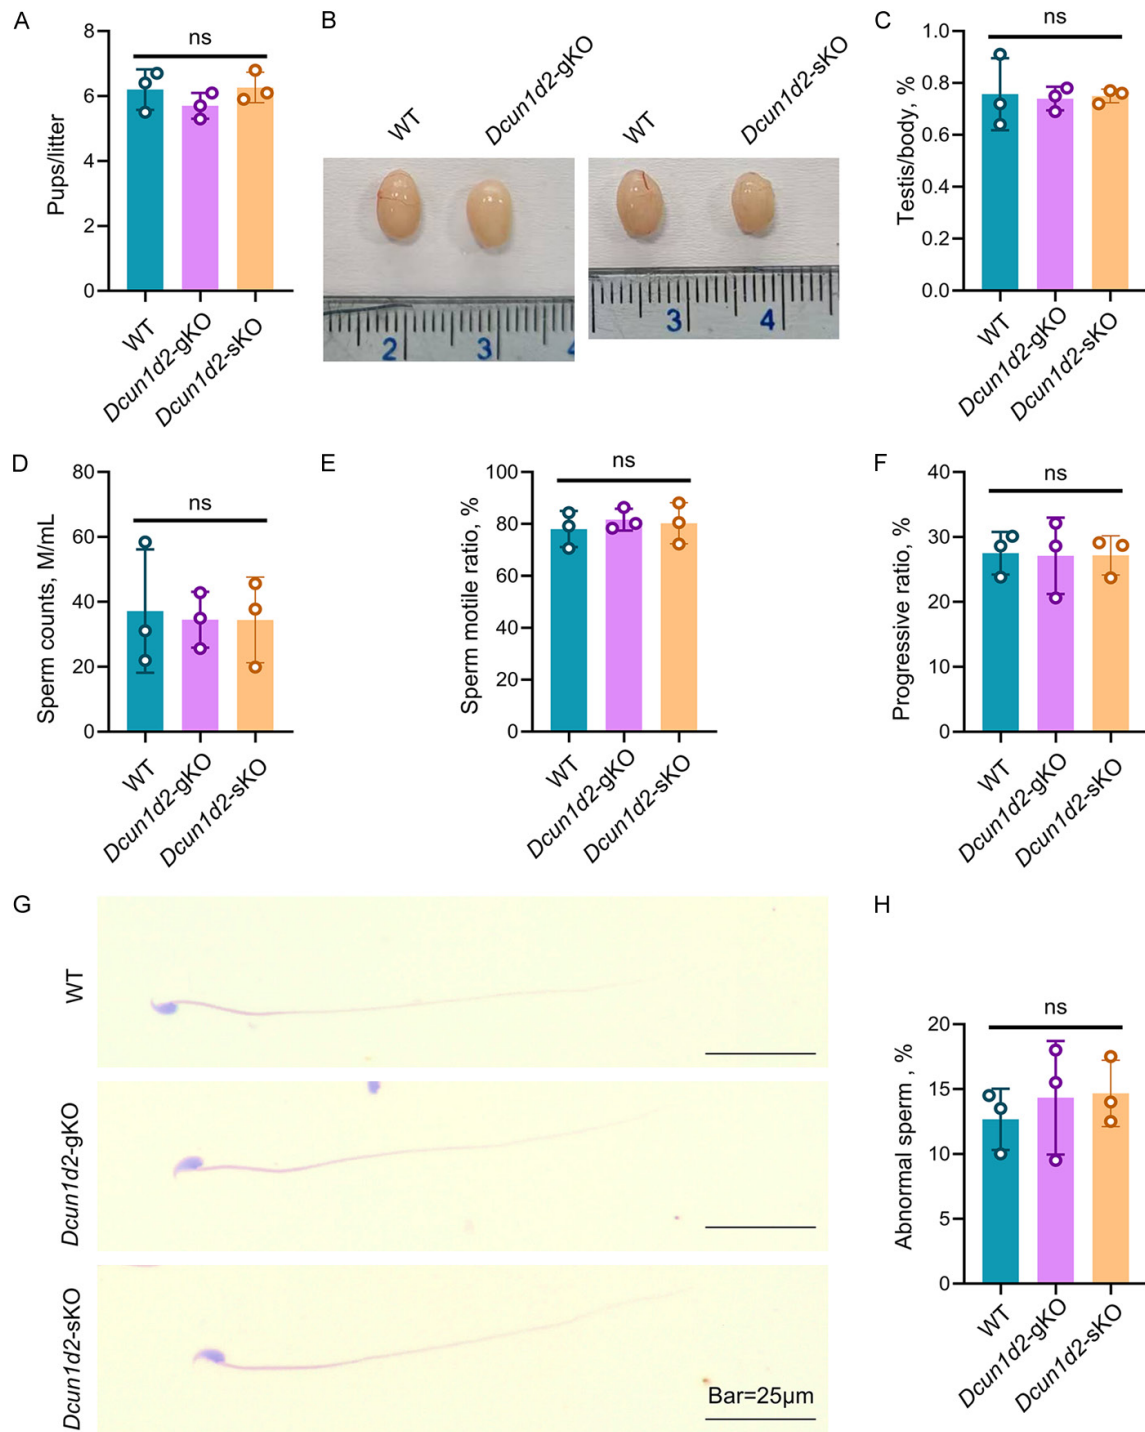 A
8
6
4
2
0
Pups/litter
ns
WT
Dcun1d2-gKO
Dcun1d2-sKO
B
WT
Dcun1d2-gKO
WT
Dcun1d2-sKO
2
3
4
3
4
C
1.0
0.8
0.6
0.4
0.2
0.0
Testis/body, %
ns
WT
Dcun1d2-gKO
Dcun1d2-sKO
D
80
60
40
20
0
Sperm counts, M/mL
ns
WT
Dcun1d2-gKO
Dcun1d2-sKO
E
100
80
60
40
20
0
Sperm motile ratio, %
ns
WT
Dcun1d2-gKO
Dcun1d2-sKO
F
40
30
20
10
0
Progressive ratio, %
ns
WT
Dcun1d2-gKO
Dcun1d2-sKO
G
WT
Dcun1d2-gKO
Dcun1d2-sKO
Bar=25μm
H
20
15
10
5
0
Abnormal sperm , %
ns
WT
Dcun1d2-gKO
Dcun1d2-sKO